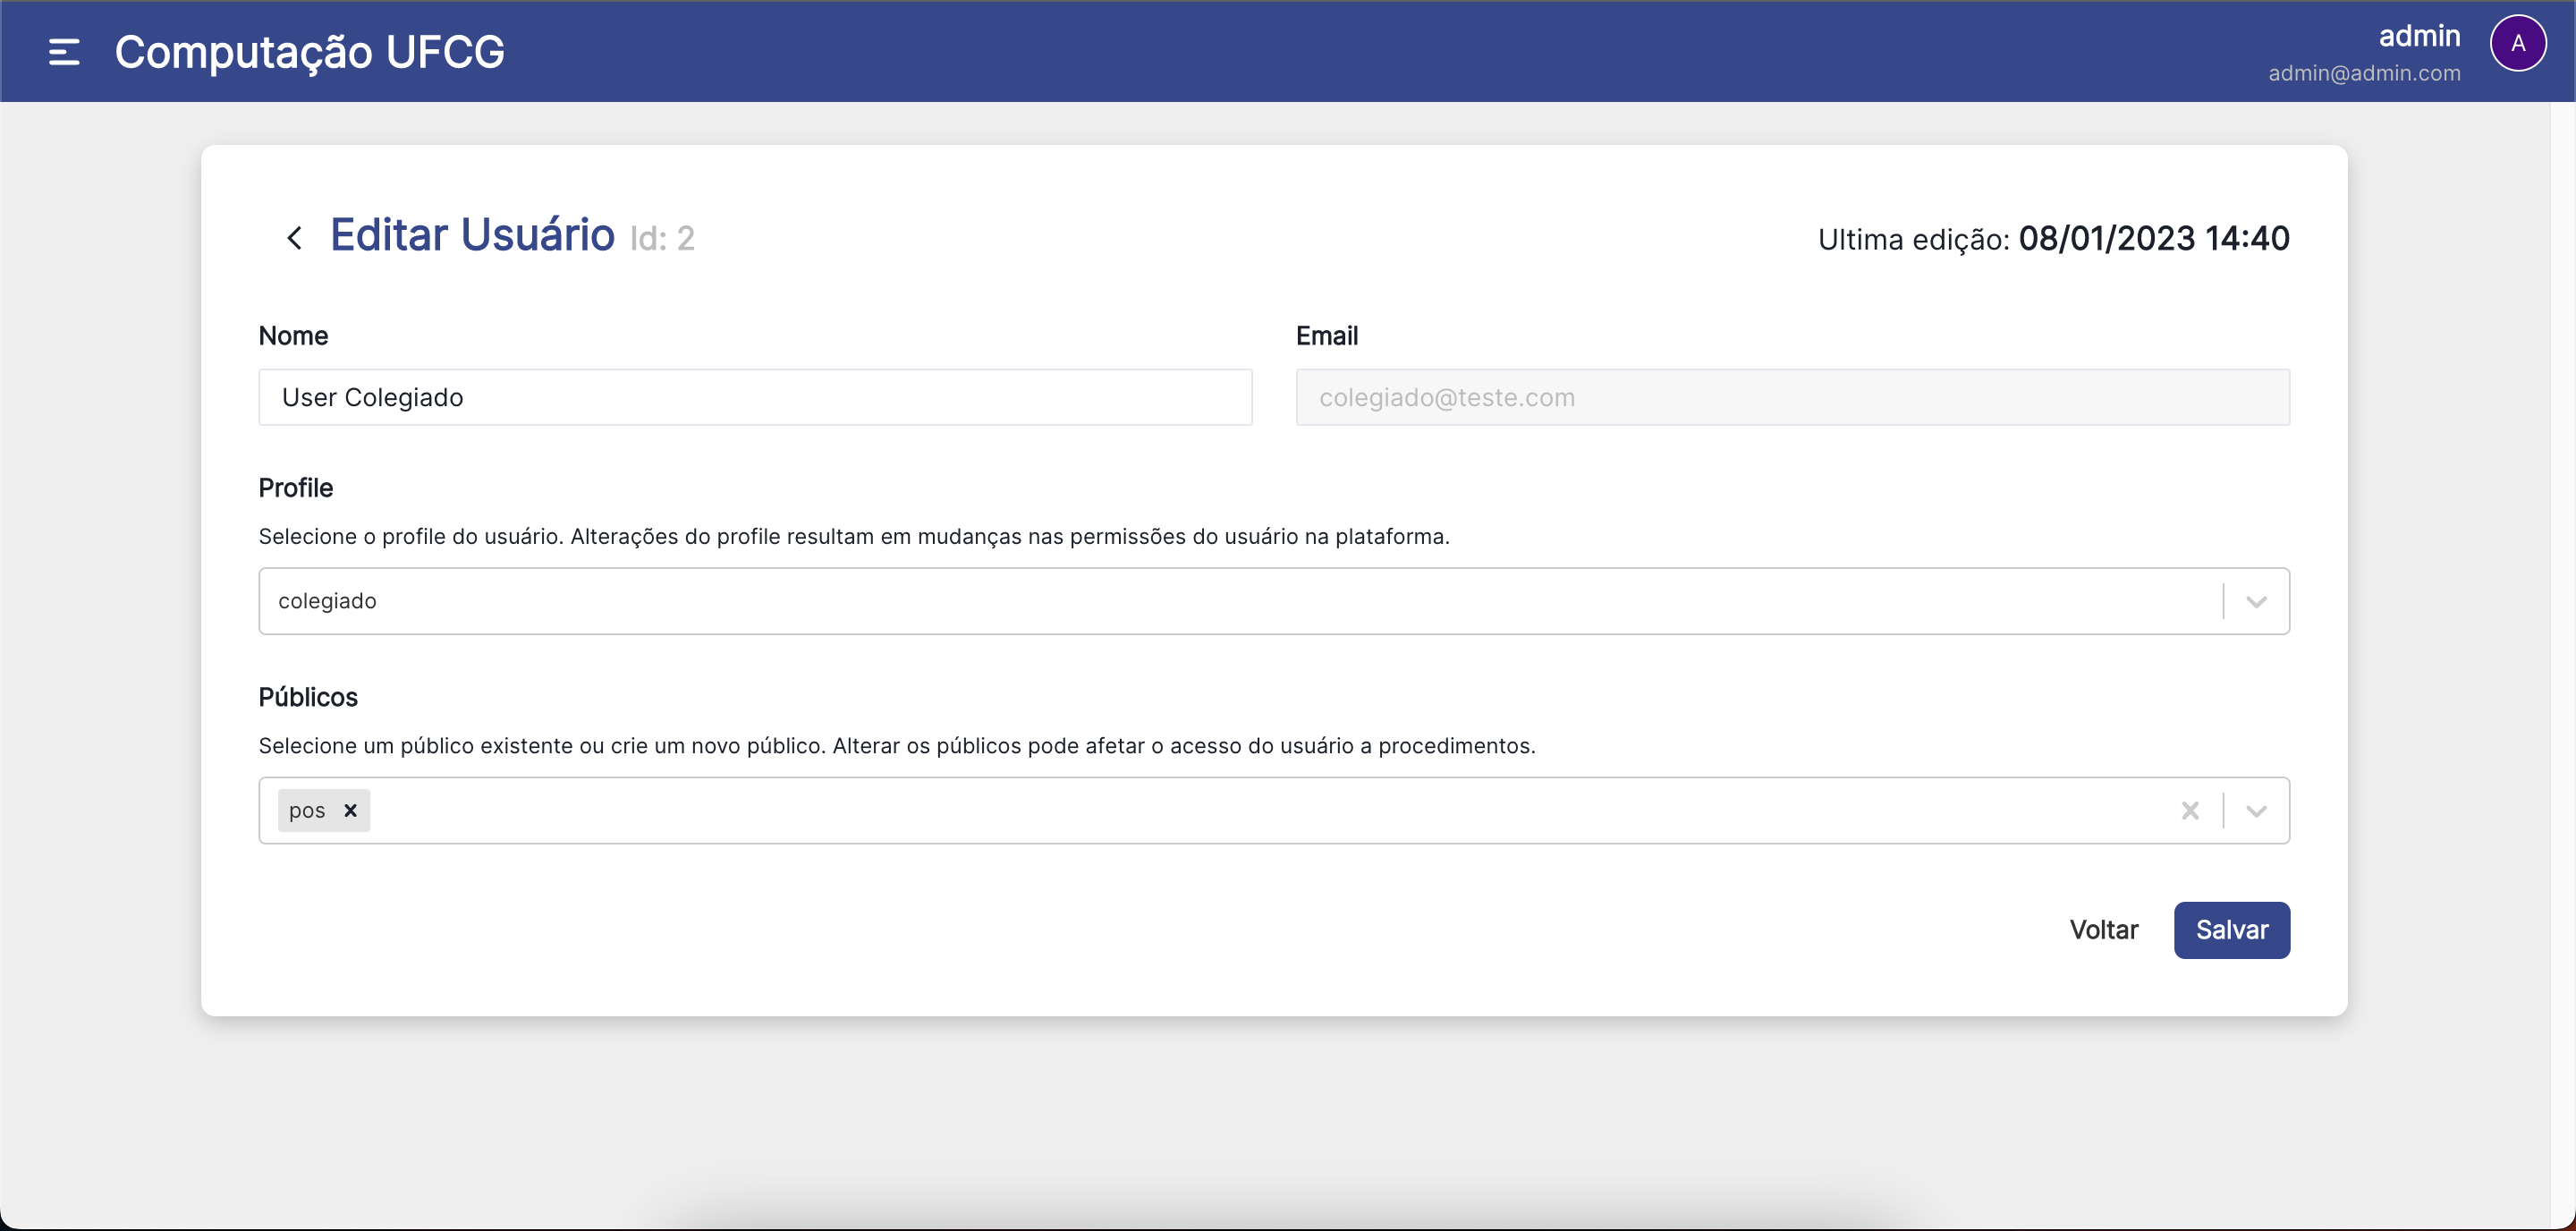 Computação UFCG
admin
admin@admin.com
A
Editar Usuário Id: 2
Ultima edição: 08/01/2023 14:40
Nome
Email
User Colegiado
colegiado@teste.com
Profile
Selecione o profile do usuário. Alterações do profile resultam em mudanças nas permissões do usuário na plataforma.
colegiado
Públicos
Selecione um público existente ou crie um novo público. Alterar os públicos pode afetar o acesso do usuário a procedimentos.
pos
Voltar
Salvar